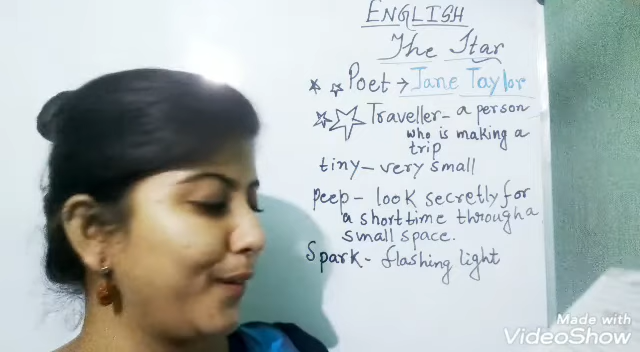 ENGLISH
The Star
Poet → Jane Taylor
Traveller - a person
who is making a
trip
tiny - very small
Peep - look secretly for
a short time through a
small space.
Spark - flashing light
Made with
VideoShow